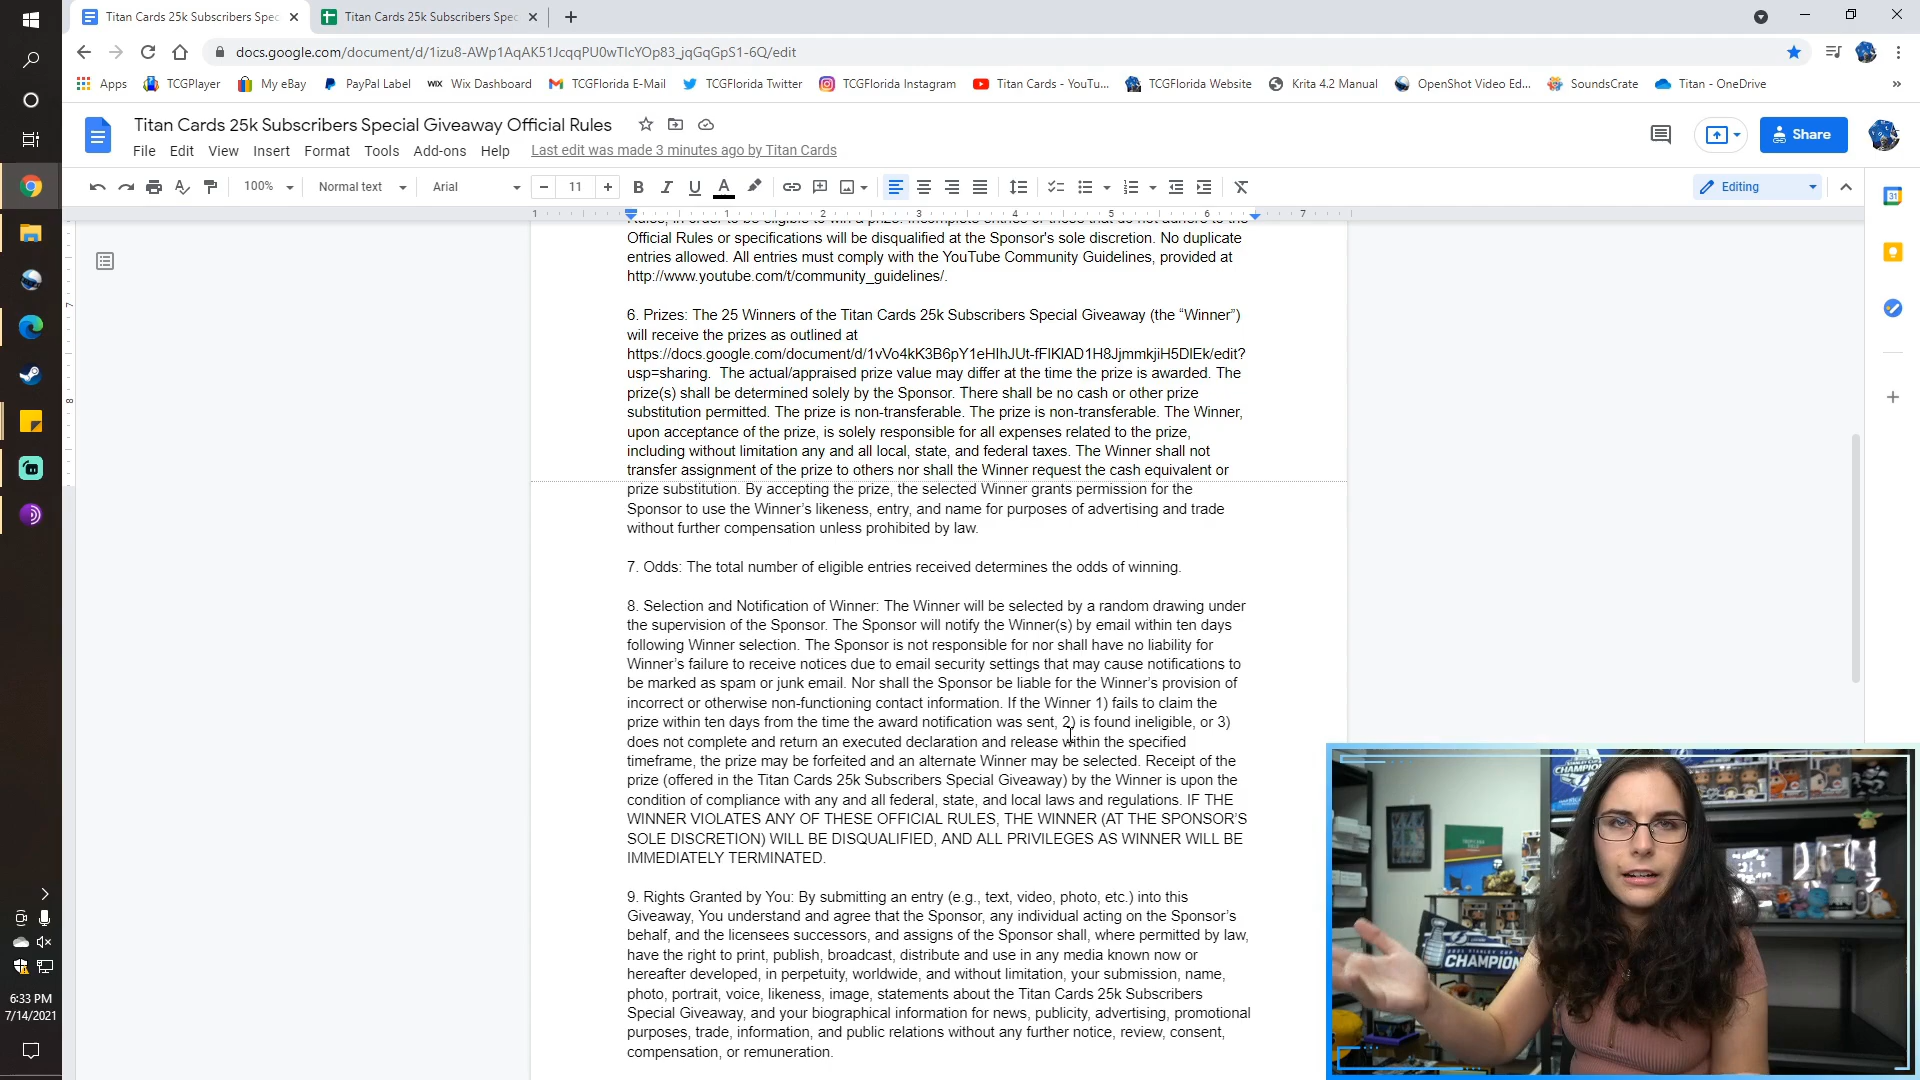 Titan Cards 25k Subscribers Spec
Titan Cards 25k Subscribers Spec
docs.google.com/document/d/1izu8-AWp1AqAK51JcqqPU0wTIcYOp83_jqGqGpS1-6Q/edit
Apps TCGPlayer My eBay PayPal Label WIX Wix Dashboard TCGFlorida E-Mail TCGFlorida Twitter TCGFlorida Instagram Titan Cards - YouTu... TCGFlorida Website Krita 4.2 Manual OpenShot Video Ed... SoundsCrate Titan - OneDrive
Titan Cards 25k Subscribers Special Giveaway Official Rules
Share
File Edit View Insert Format Tools Add-ons Help Last edit was made 3 minutes ago by Titan Cards
100% Normal text Arial 11 B I U A Editing
1 1 2 3 4 5 6 7
Official Rules or specifications will be disqualified at the Sponsor's sole discretion. No duplicate
entries allowed. All entries must comply with the YouTube Community Guidelines, provided at
http://www.youtube.com/t/community_guidelines/.
6. Prizes: The 25 Winners of the Titan Cards 25k Subscribers Special Giveaway (the “Winner”)
will receive the prizes as outlined at
https://docs.google.com/document/d/1vVo4kK3B6pY1eHIhJUt-fFIKlAD1H8JjmmkjiH5DlEk/edit?
usp=sharing.  The actual/appraised prize value may differ at the time the prize is awarded. The
prize(s) shall be determined solely by the Sponsor. There shall be no cash or other prize
substitution permitted. The prize is non-transferable. The prize is non-transferable. The Winner,
upon acceptance of the prize, is solely responsible for all expenses related to the prize,
including without limitation any and all local, state, and federal taxes. The Winner shall not
transfer assignment of the prize to others nor shall the Winner request the cash equivalent or
prize substitution. By accepting the prize, the selected Winner grants permission for the
Sponsor to use the Winner’s likeness, entry, and name for purposes of advertising and trade
without further compensation unless prohibited by law.
7. Odds: The total number of eligible entries received determines the odds of winning.
8. Selection and Notification of Winner: The Winner will be selected by a random drawing under
the supervision of the Sponsor. The Sponsor will notify the Winner(s) by email within ten days
following Winner selection. The Sponsor is not responsible for nor shall have no liability for
Winner’s failure to receive notices due to email security settings that may cause notifications to
be marked as spam or junk email. Nor shall the Sponsor be liable for the Winner’s provision of
incorrect or otherwise non-functioning contact information. If the Winner 1) fails to claim the
prize within ten days from the time the award notification was sent, 2) is found ineligible, or 3)
does not complete and return an executed declaration and release within the specified
timeframe, the prize may be forfeited and an alternate Winner may be selected. Receipt of the
prize (offered in the Titan Cards 25k Subscribers Special Giveaway) by the Winner is upon the
condition of compliance with any and all federal, state, and local laws and regulations. IF THE
WINNER VIOLATES ANY OF THESE OFFICIAL RULES, THE WINNER (AT THE SPONSOR’S
SOLE DISCRETION) WILL BE DISQUALIFIED, AND ALL PRIVILEGES AS WINNER WILL BE
IMMEDIATELY TERMINATED.
9. Rights Granted by You: By submitting an entry (e.g., text, video, photo, etc.) into this
Giveaway, You understand and agree that the Sponsor, any individual acting on the Sponsor’s
behalf, and the licensees successors, and assigns of the Sponsor shall, where permitted by law,
have the right to print, publish, broadcast, distribute and use in any media known now or
hereafter developed, in perpetuity, worldwide, and without limitation, your submission, name,
photo, portrait, voice, likeness, image, statements about the Titan Cards 25k Subscribers
Special Giveaway, and your biographical information for news, publicity, advertising, promotional
purposes, trade, information, and public relations without any further notice, review, consent,
compensation, or remuneration.
7
8
31
6:33 PM
7/14/2021
CHAMPION